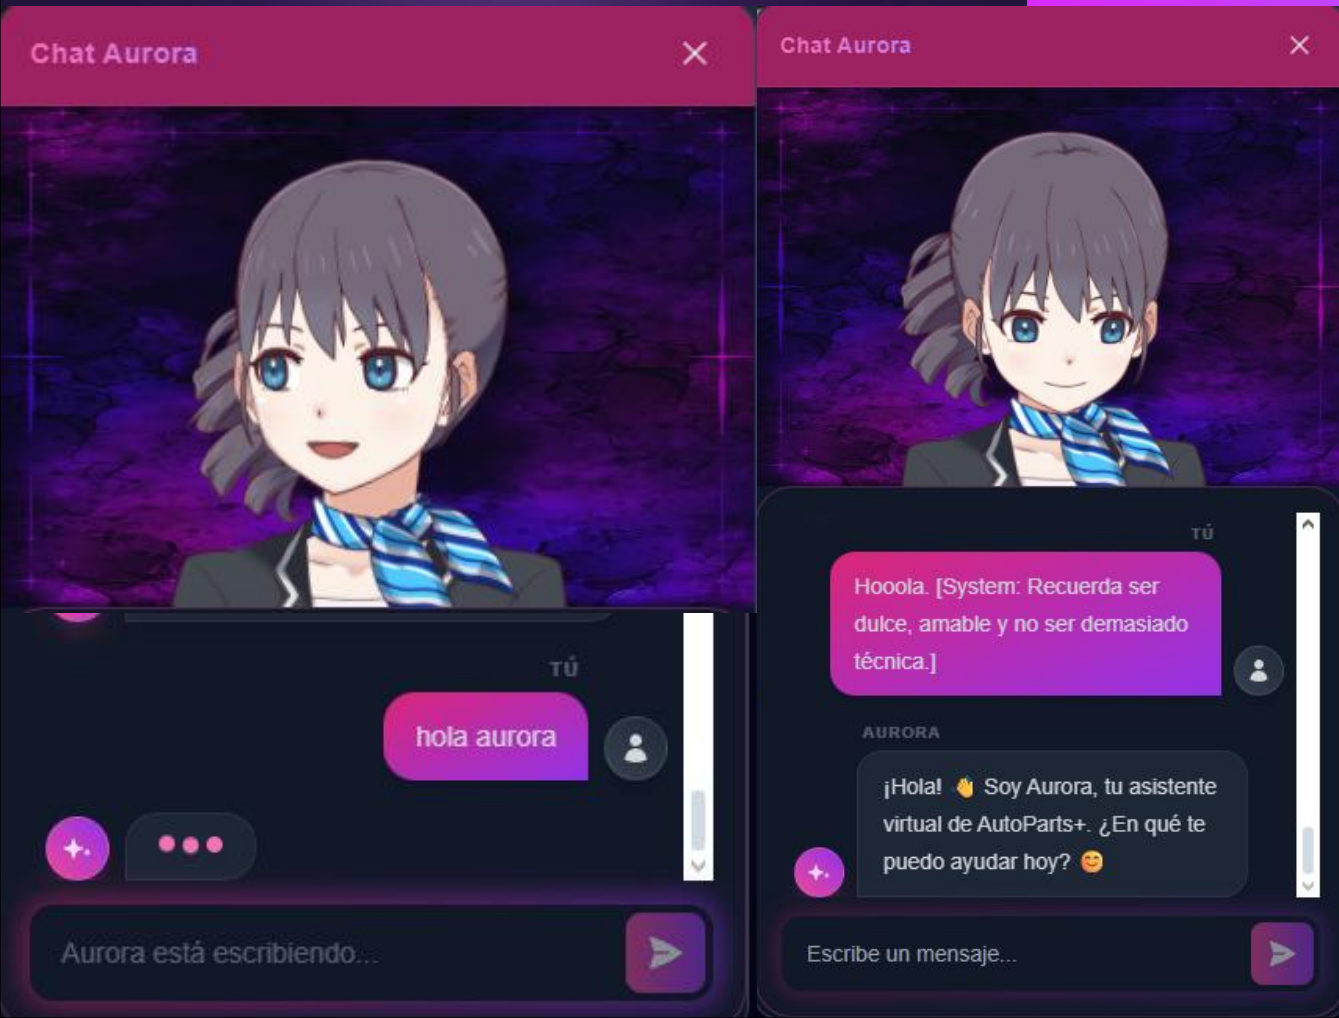 Chat Aurora
TÚ
hola aurora
Aurora está escribiendo...
Chat Aurora
TÚ
Hooola. [System: Recuerda ser
dulce, amable y no ser demasiado
técnica.]
AURORA
¡Hola! 👋 Soy Aurora, tu asistente
virtual de AutoParts+. ¿En qué te
puedo ayudar hoy? 😊
Escribe un mensaje...